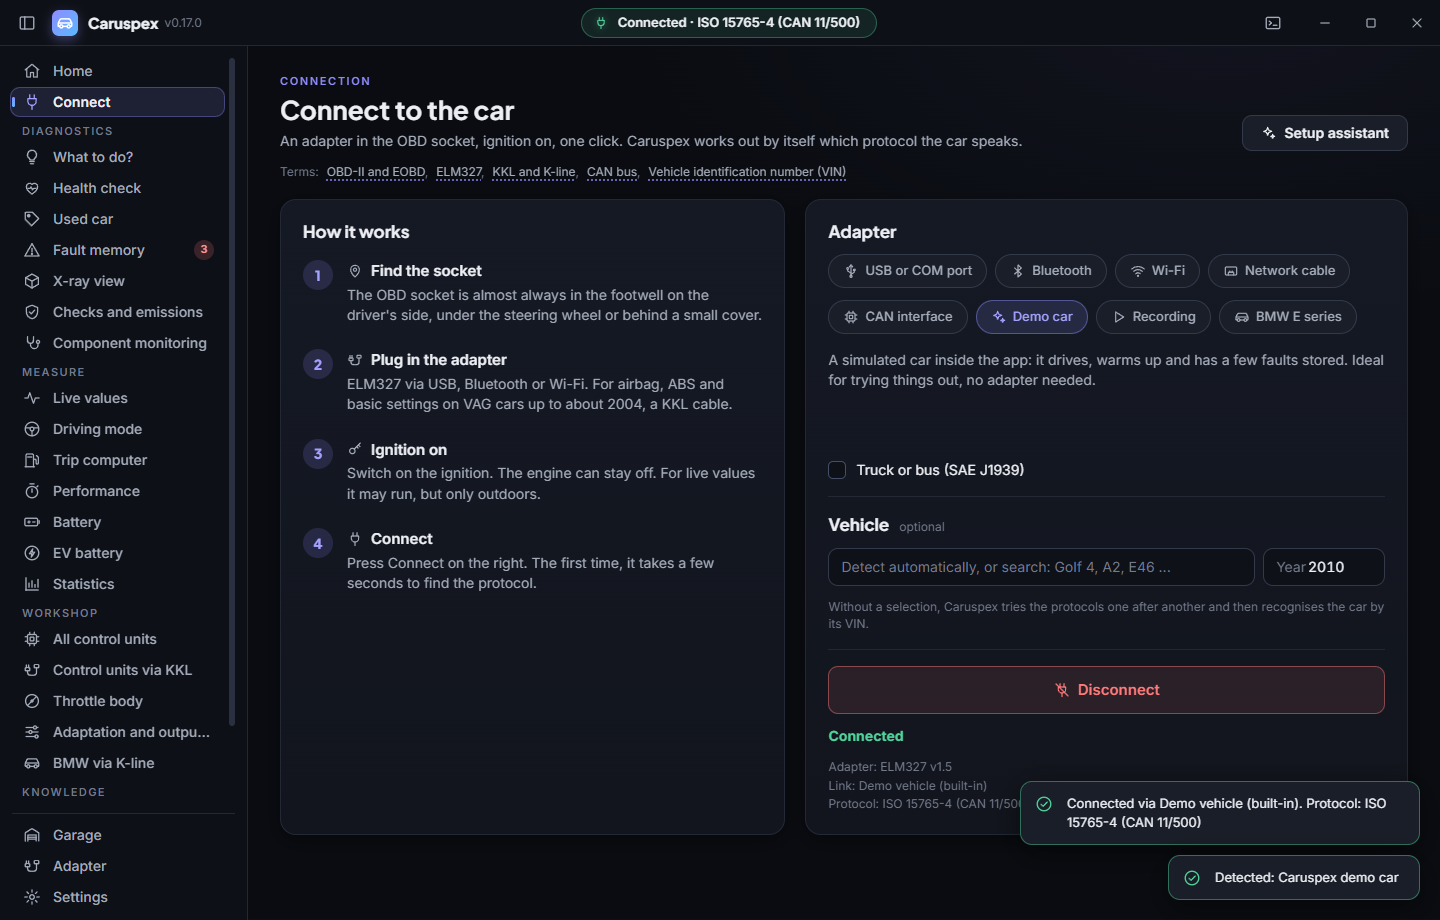 Caruspex v0.17.0
Connected · ISO 15765-4 (CAN 11/500)
Home
Connect
DIAGNOSTICS
What to do?
Health check
Used car
Fault memory 3
X-ray view
Checks and emissions
Component monitoring
MEASURE
Live values
Driving mode
Trip computer
Performance
Battery
EV battery
Statistics
WORKSHOP
All control units
Control units via KKL
Throttle body
Adaptation and outpu...
BMW via K-line
KNOWLEDGE
Garage
Adapter
Settings
CONNECTION
Connect to the car
An adapter in the OBD socket, ignition on, one click. Caruspex works out by itself which protocol the car speaks.
Terms: OBD-II and EOBD, ELM327, KKL and K-line, CAN bus, Vehicle identification number (VIN)
Setup assistant
How it works
1 Find the socket
The OBD socket is almost always in the footwell on the
driver's side, under the steering wheel or behind a small cover.
2 Plug in the adapter
ELM327 via USB, Bluetooth or Wi-Fi. For airbag, ABS and
basic settings on VAG cars up to about 2004, a KKL cable.
3 Ignition on
Switch on the ignition. The engine can stay off. For live values
it may run, but only outdoors.
4 Connect
Press Connect on the right. The first time, it takes a few
seconds to find the protocol.
Adapter
USB or COM port Bluetooth Wi-Fi Network cable
CAN interface Demo car Recording BMW E series
A simulated car inside the app: it drives, warms up and has a few faults stored. Ideal
for trying things out, no adapter needed.
Truck or bus (SAE J1939)
Vehicle optional
Detect automatically, or search: Golf 4, A2, E46 ... Year 2010
Without a selection, Caruspex tries the protocols one after another and then recognises the car by
its VIN.
Disconnect
Connected
Adapter: ELM327 v1.5
Link: Demo vehicle (built-in)
Protocol: ISO 15765-4 (CAN 11/500
Connected via Demo vehicle (built-in). Protocol: ISO
15765-4 (CAN 11/500)
Detected: Caruspex demo car